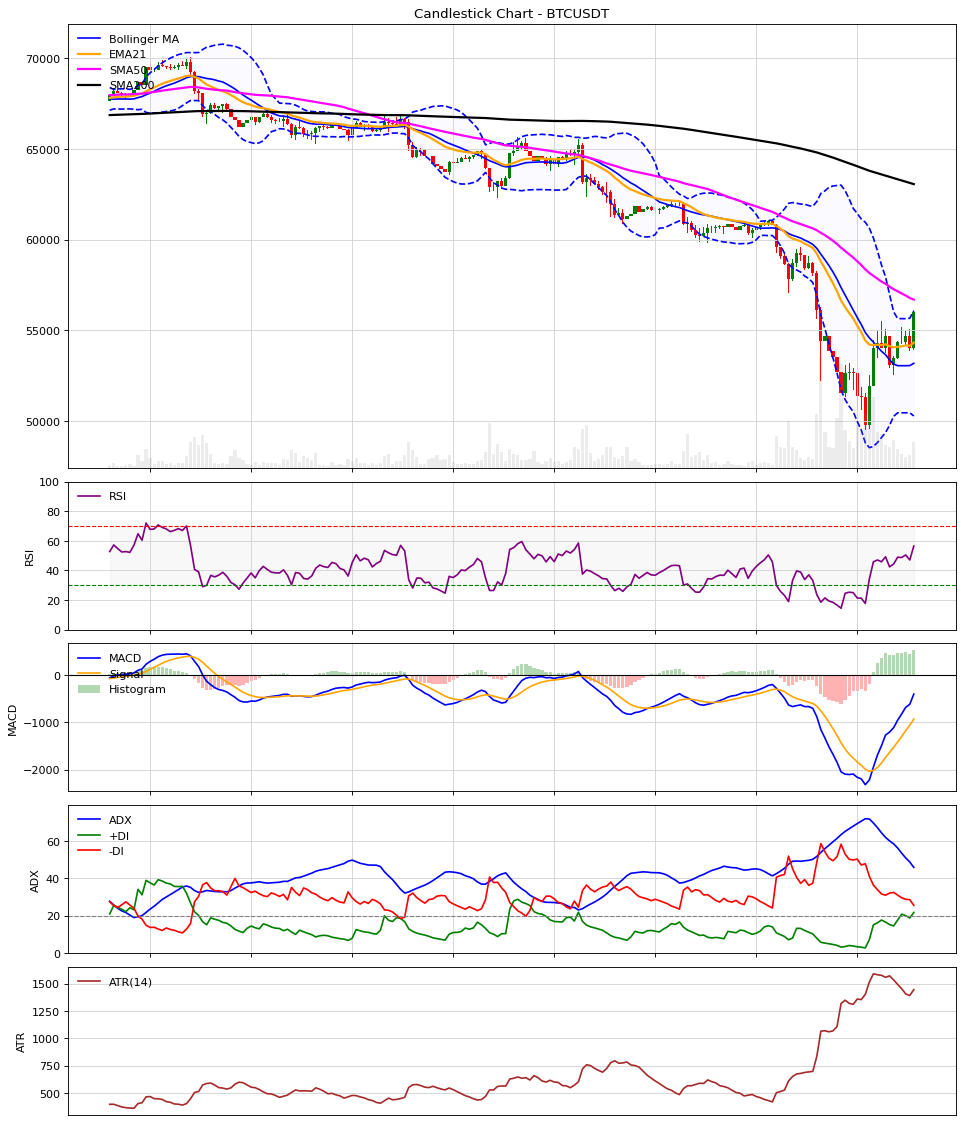 Candlestick Chart - BTCUSDT
Bollinger MA
EMA21
SMA50
SMA200
70000
65000
60000
55000
50000
RSI
100
80
60
40
20
0
RSI
MACD
Signal
Histogram
0
−1000
−2000
MACD
ADX
+DI
-DI
60
40
20
0
ADX
ATR(14)
1500
1250
1000
750
500
ATR